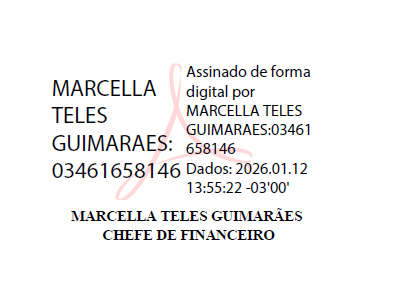 MARCELLA
TELES
GUIMARAES:
03461658146
Assinado de forma
digital por
MARCELLA TELES
GUIMARAES:03461
658146
Dados: 2026.01.12
13:55:22 -03'00'
MARCELLA TELES GUIMARÃES
CHEFE DE FINANCEIRO